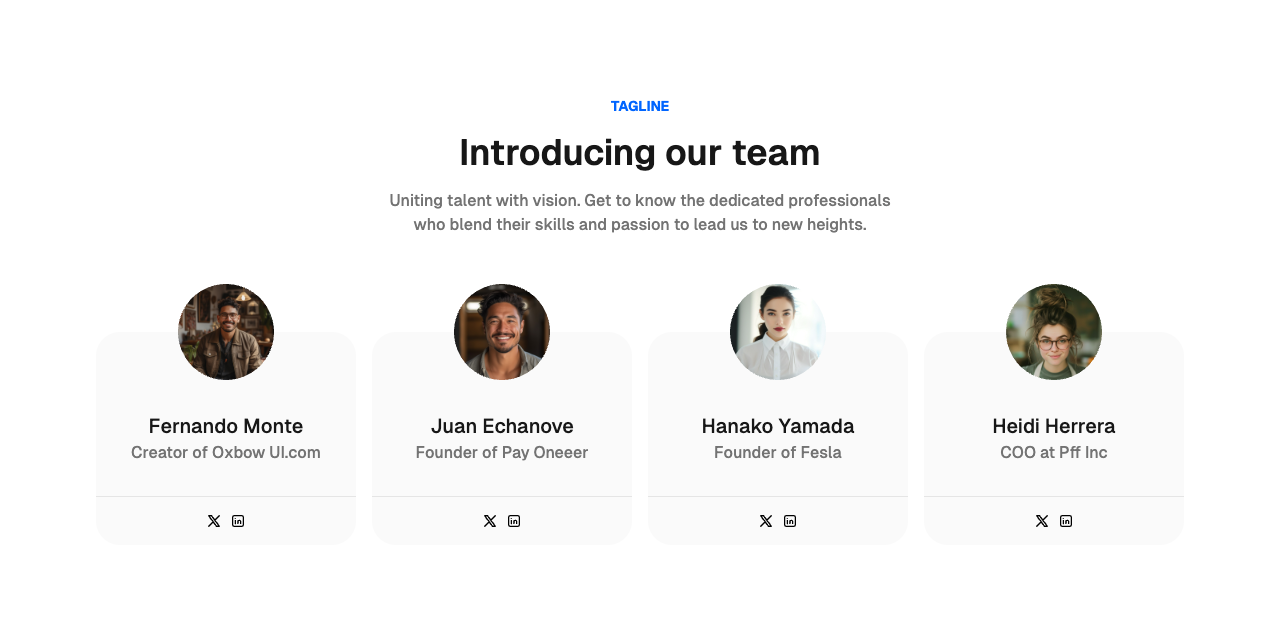 TAGLINE
Introducing our team
Uniting talent with vision. Get to know the dedicated professionals
who blend their skills and passion to lead us to new heights.
Fernando Monte
Creator of Oxbow UI.com
Juan Echanove
Founder of Pay Oneeer
Hanako Yamada
Founder of Fesla
Heidi Herrera
COO at Pff Inc